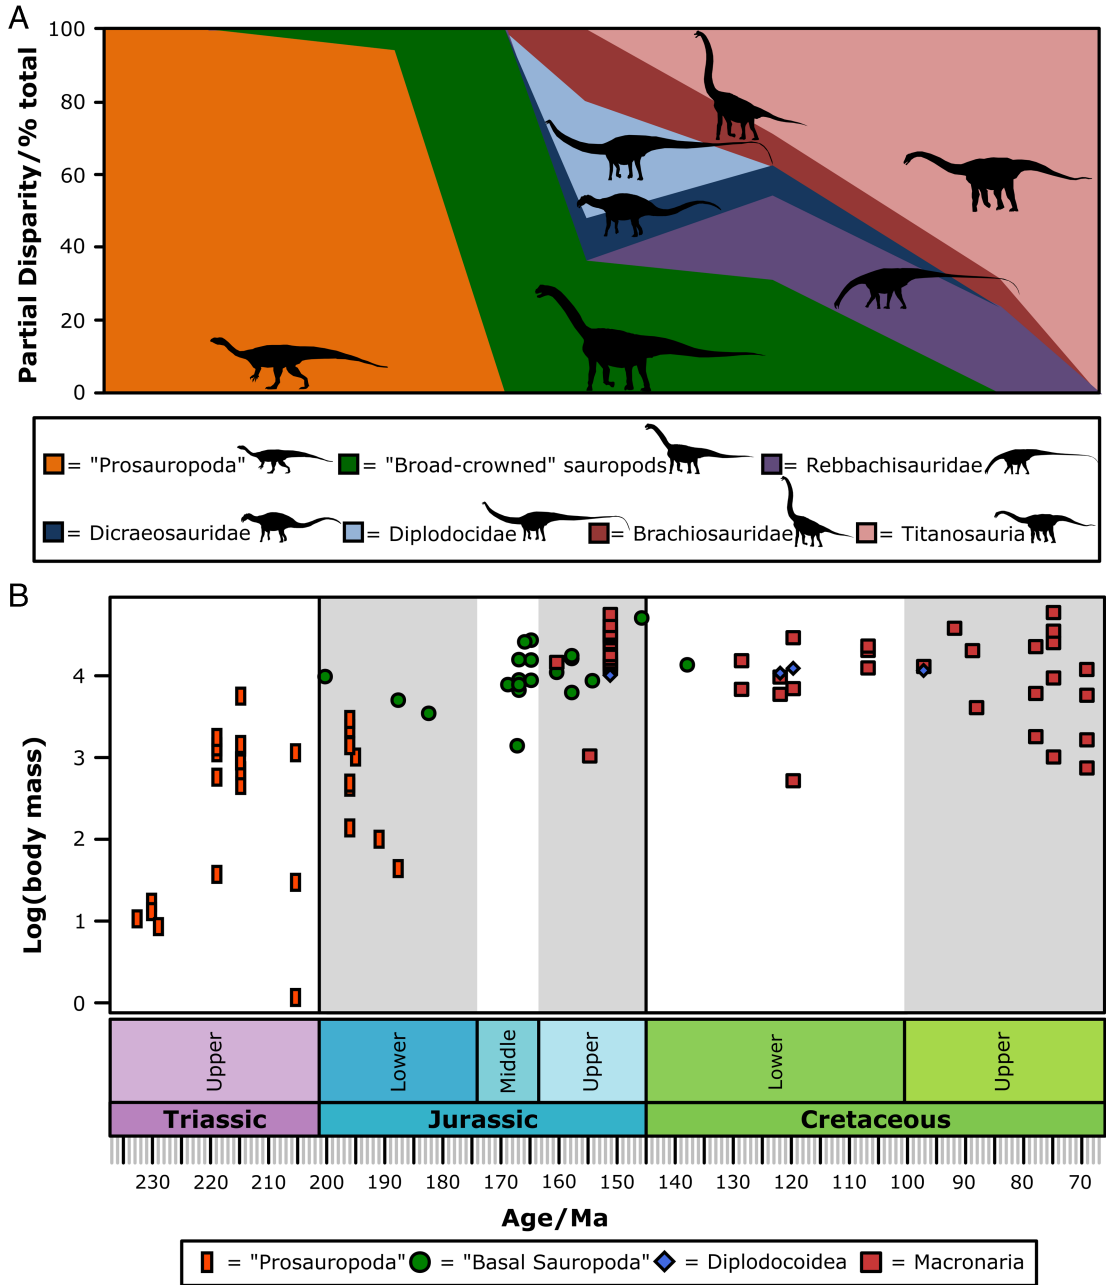 A
Partial Disparity/% total
100
80
60
40
20
0
= "Prosauropoda"
= "Broad-crowned" sauropods
= Rebbachisauridae
= Dicraeosauridae
= Diplodocidae
= Brachiosauridae
= Titanosauria
B
Log(body mass)
4
3
2
1
0
Upper
Lower
Middle
Upper
Lower
Upper
Triassic
Jurassic
Cretaceous
230 220 210 200 190 180 170 160 150 140 130 120 110 100 90 80 70
Age/Ma
= "Prosauropoda" = "Basal Sauropoda" = Diplodocoidea = Macronaria